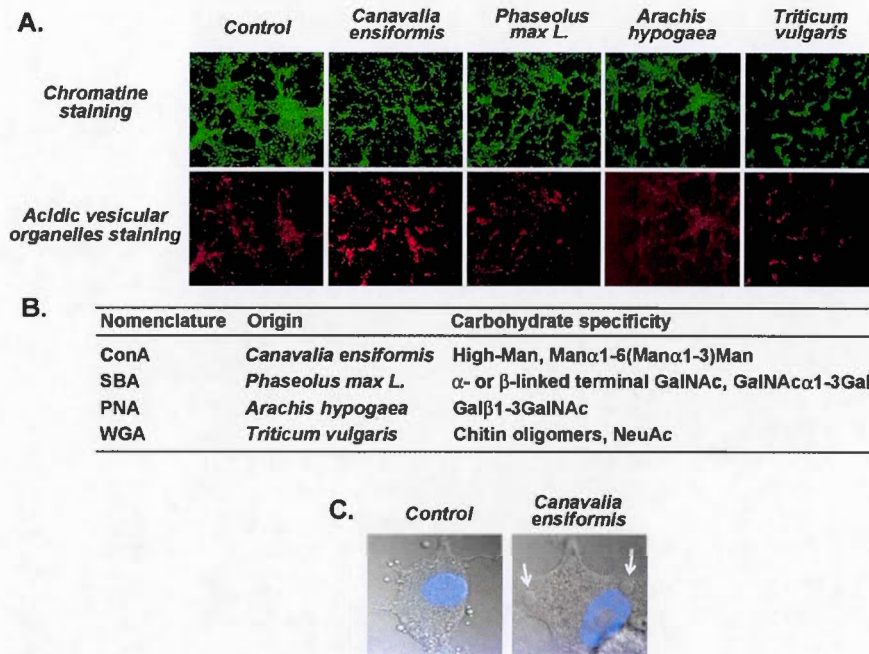 A.
Control
Canavalia
ensiformis
Phaseolus
max L.
Arachis
hypogaea
Triticum
vulgaris
Chromatine
staining
Acidic vesicular
organelles staining
B.
Nomenclature Origin Carbohydrate specificity
ConA Canavalia ensiformis High-Man, Manα1-6(Manα1-3)Man
SBA Phaseolus max L. α- or β-linked terminal GalNAc, GalNAcα1-3Gal
PNA Arachis hypogaea Galβ1-3GalNAc
WGA Triticum vulgaris Chitin oligomers, NeuAc
C.
Control
Canavalia
ensiformis